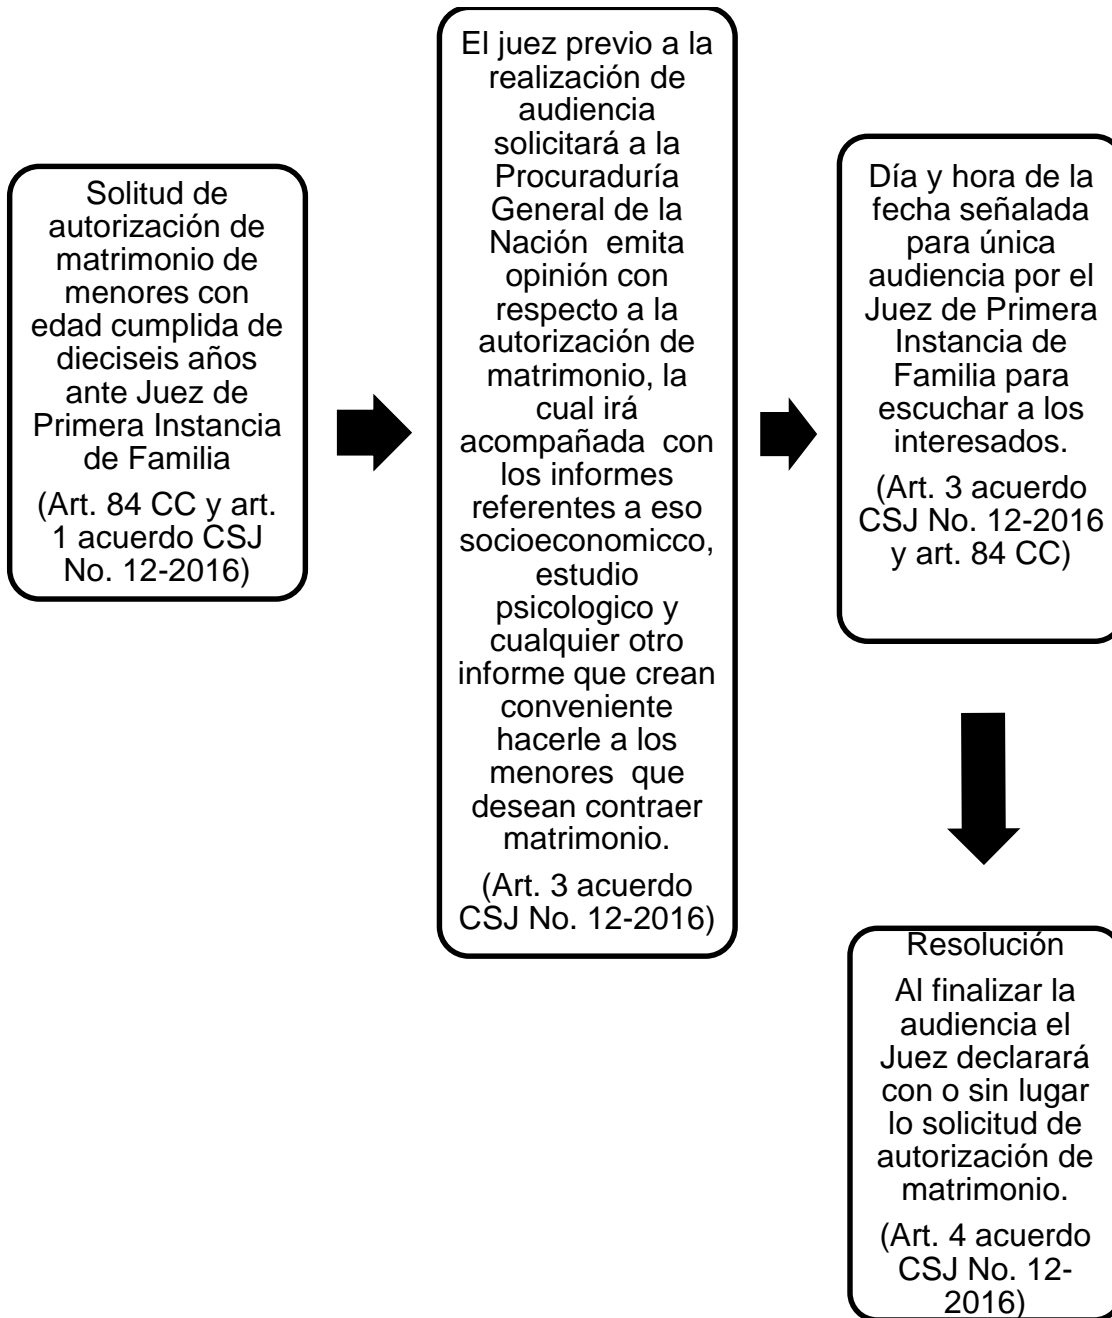 Solitud de
autorización de
matrimonio de
menores con
edad cumplida de
dieciseis años
ante Juez de
Primera Instancia
de Familia
(Art. 84 CC y art.
1 acuerdo CSJ
No. 12-2016)
El juez previo a la
realización de
audiencia
solicitará a la
Procuraduría
General de la
Nación emita
opinión con
respecto a la
autorización de
matrimonio, la
cual irá
acompañada con
los informes
referentes a eso
socioeconomicco,
estudio
psicologico y
cualquier otro
informe que crean
conveniente
hacerle a los
menores que
desean contraer
matrimonio.
(Art. 3 acuerdo
CSJ No. 12-2016)
Día y hora de la
fecha señalada
para única
audiencia por el
Juez de Primera
Instancia de
Familia para
escuchar a los
interesados.
(Art. 3 acuerdo
CSJ No. 12-2016
y art. 84 CC)
Resolución
Al finalizar la
audiencia el
Juez declarará
con o sin lugar
lo solicitud de
autorización de
matrimonio.
(Art. 4 acuerdo
CSJ No. 12-
2016)